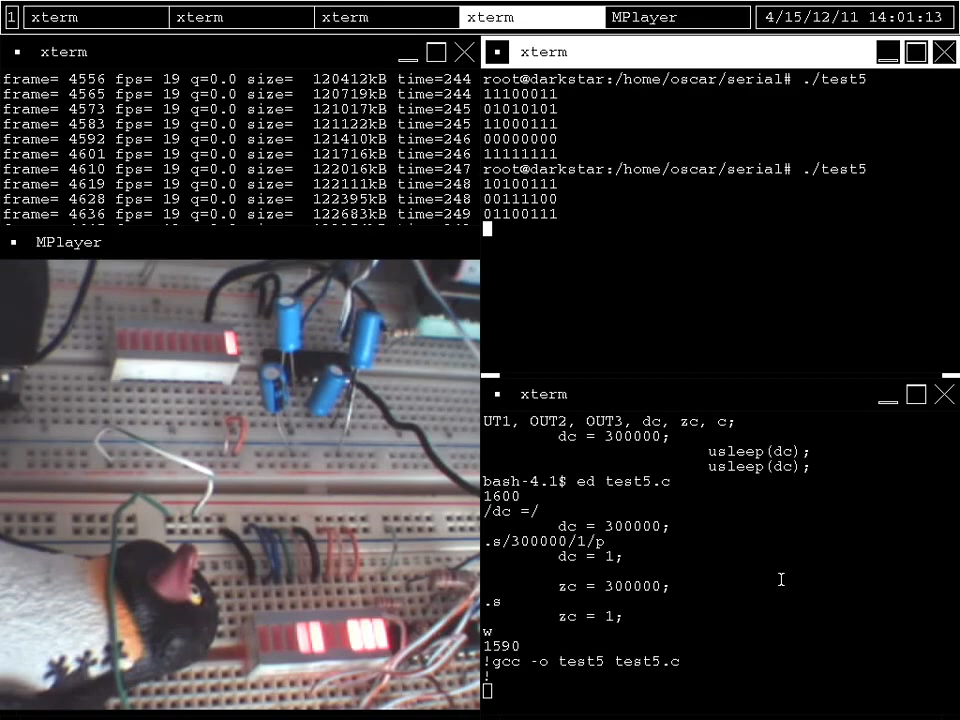 1 xterm xterm xterm xterm MPlayer 4/15/12/11 14:01:13
xterm
frame= 4556 fps= 19 q=0.0 size=  120412kB time=244
frame= 4565 fps= 19 q=0.0 size=  120719kB time=244
frame= 4573 fps= 19 q=0.0 size=  121017kB time=245
frame= 4583 fps= 19 q=0.0 size=  121122kB time=245
frame= 4592 fps= 19 q=0.0 size=  121410kB time=246
frame= 4601 fps= 19 q=0.0 size=  121716kB time=246
frame= 4610 fps= 19 q=0.0 size=  122016kB time=247
frame= 4619 fps= 19 q=0.0 size=  122111kB time=248
frame= 4628 fps= 19 q=0.0 size=  122395kB time=248
frame= 4636 fps= 19 q=0.0 size=  122683kB time=249
MPlayer
xterm
root@darkstar:/home/oscar/serial# ./test5
11100011
01010101
11000111
00000000
11111111
root@darkstar:/home/oscar/serial# ./test5
10100111
00111100
01100111
xterm
UT1, OUT2, OUT3, dc, zc, c;
dc = 300000;
usleep(dc);
usleep(dc);
bash-4.1$ ed test5.c
1600
/dc =/
dc = 300000;
.s/300000/1/p
dc = 1;
zc = 300000;
.s
zc = 1;
w
1590
!gcc -o test5 test5.c
!